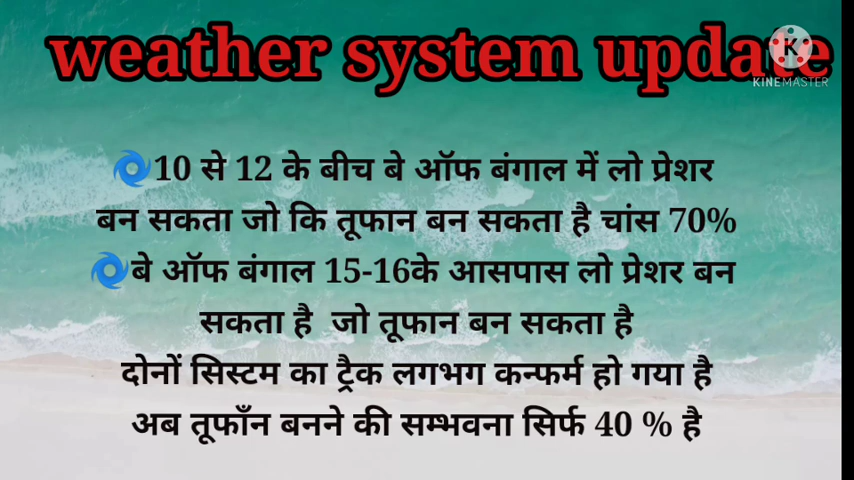 weather system update
KINEMASTER
🌀10 से 12 के बीच बे ऑफ बंगाल में लो प्रेशर
बन सकता जो कि तूफान बन सकता है चांस 70%
🌀बे ऑफ बंगाल 15-16के आसपास लो प्रेशर बन
सकता है जो तूफान बन सकता है
दोनों सिस्टम का ट्रैक लगभग कन्फर्म हो गया है
अब तूफाँन बनने की सम्भवना सिर्फ 40 % है